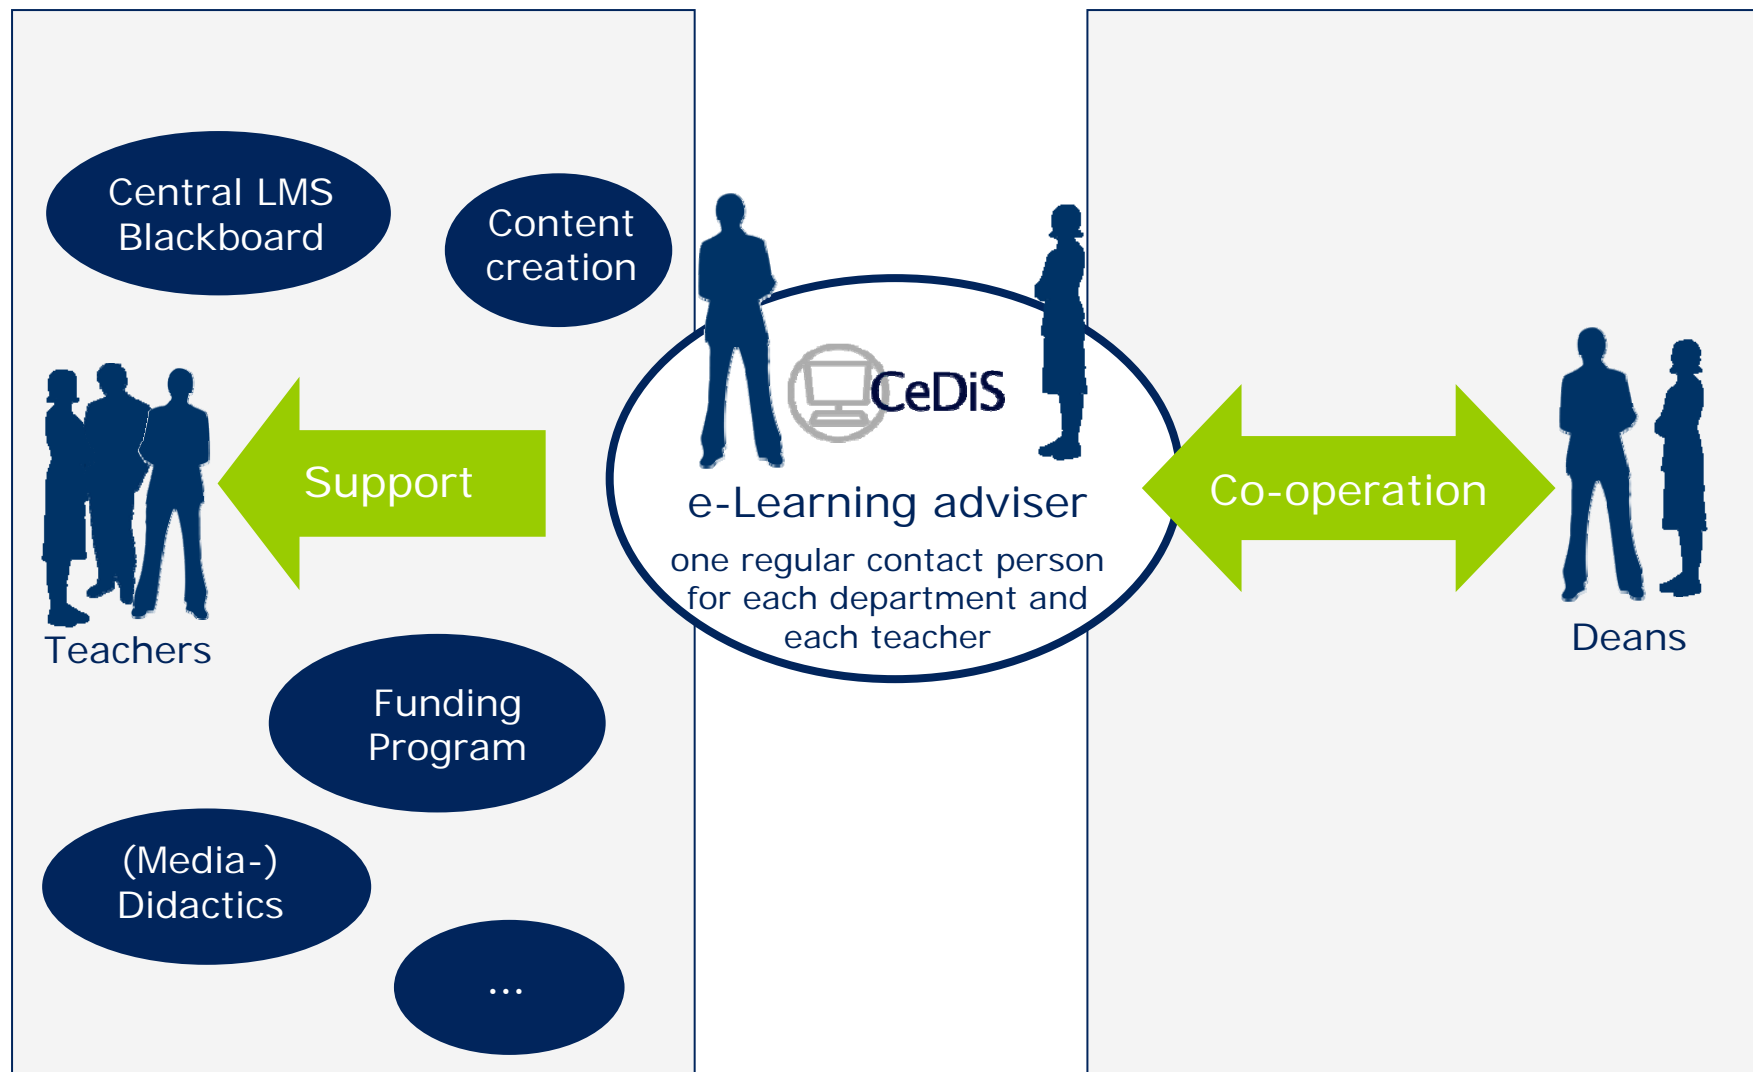 Central LMS
Blackboard
Content
creation
Support
Teachers
Funding
Program
(Media-)
Didactics
...
CeDiS
e-Learning adviser
one regular contact person
for each department and
each teacher
Co-operation
Deans